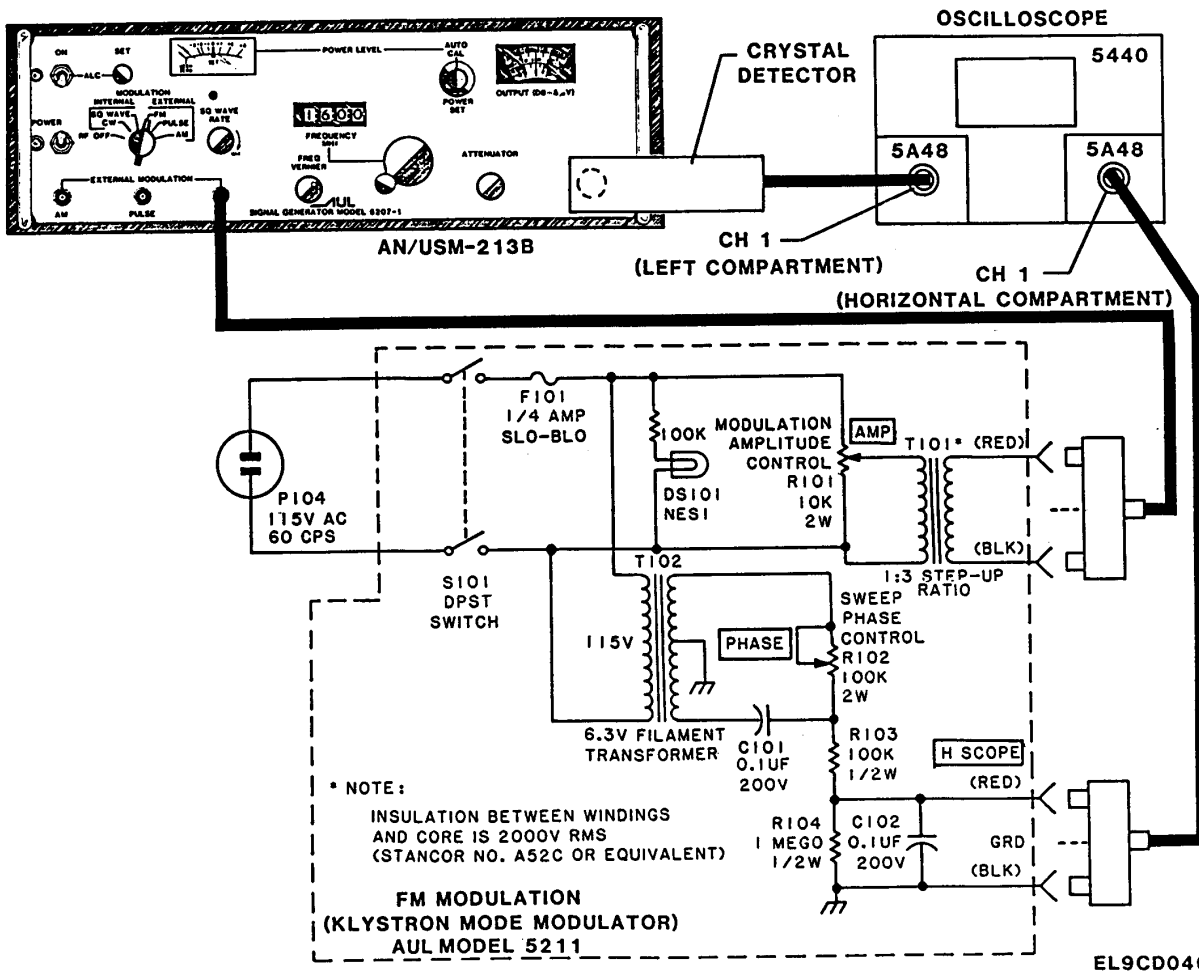 OSCILLOSCOPE
5440
5A48
5A48
CRYSTAL
DETECTOR
CH 1
(LEFT COMPARTMENT)
CH 1
(HORIZONTAL COMPARTMENT)
ON
SET
ALC
POWER LEVEL
AUTO
CAL
POWER
SET
OUTPUT (DB-8,µV)
MODULATION
INTERNAL
EXTERNAL
SQ WAVE
CW
RF OFF
FM
PULSE
AM
SQ WAVE
RATE
POWER
1600
FREQUENCY
MHz
FREQ
VERNIER
ATTENUATOR
EXTERNAL MODULATION
AM
PULSE
AUL
SIGNAL GENERATOR MODEL 6207-1
AN/USM-213B
F101
1/4 AMP
SLO-BLO
100K
DS101
NE51
MODULATION
AMPLITUDE
CONTROL
R101
10K
2W
AMP
T101*
(RED)
(BLK)
1:3 STEP-UP
RATIO
P104
115V AC
60 CPS
S101
DPST
SWITCH
T102
115V
6.3V FILAMENT
TRANSFORMER
PHASE
SWEEP
PHASE
CONTROL
R102
100K
2W
C101
0.1UF
200V
R103
100K
1/2W
H SCOPE
(RED)
R104
1 MEGO
1/2W
C102
0.1UF
200V
GRD
(BLK)
* NOTE:
INSULATION BETWEEN WINDINGS
AND CORE IS 2000V RMS
(STANCOR NO. A52C OR EQUIVALENT)
FM MODULATION
(KLYSTRON MODE MODULATOR)
AUL MODEL 5211